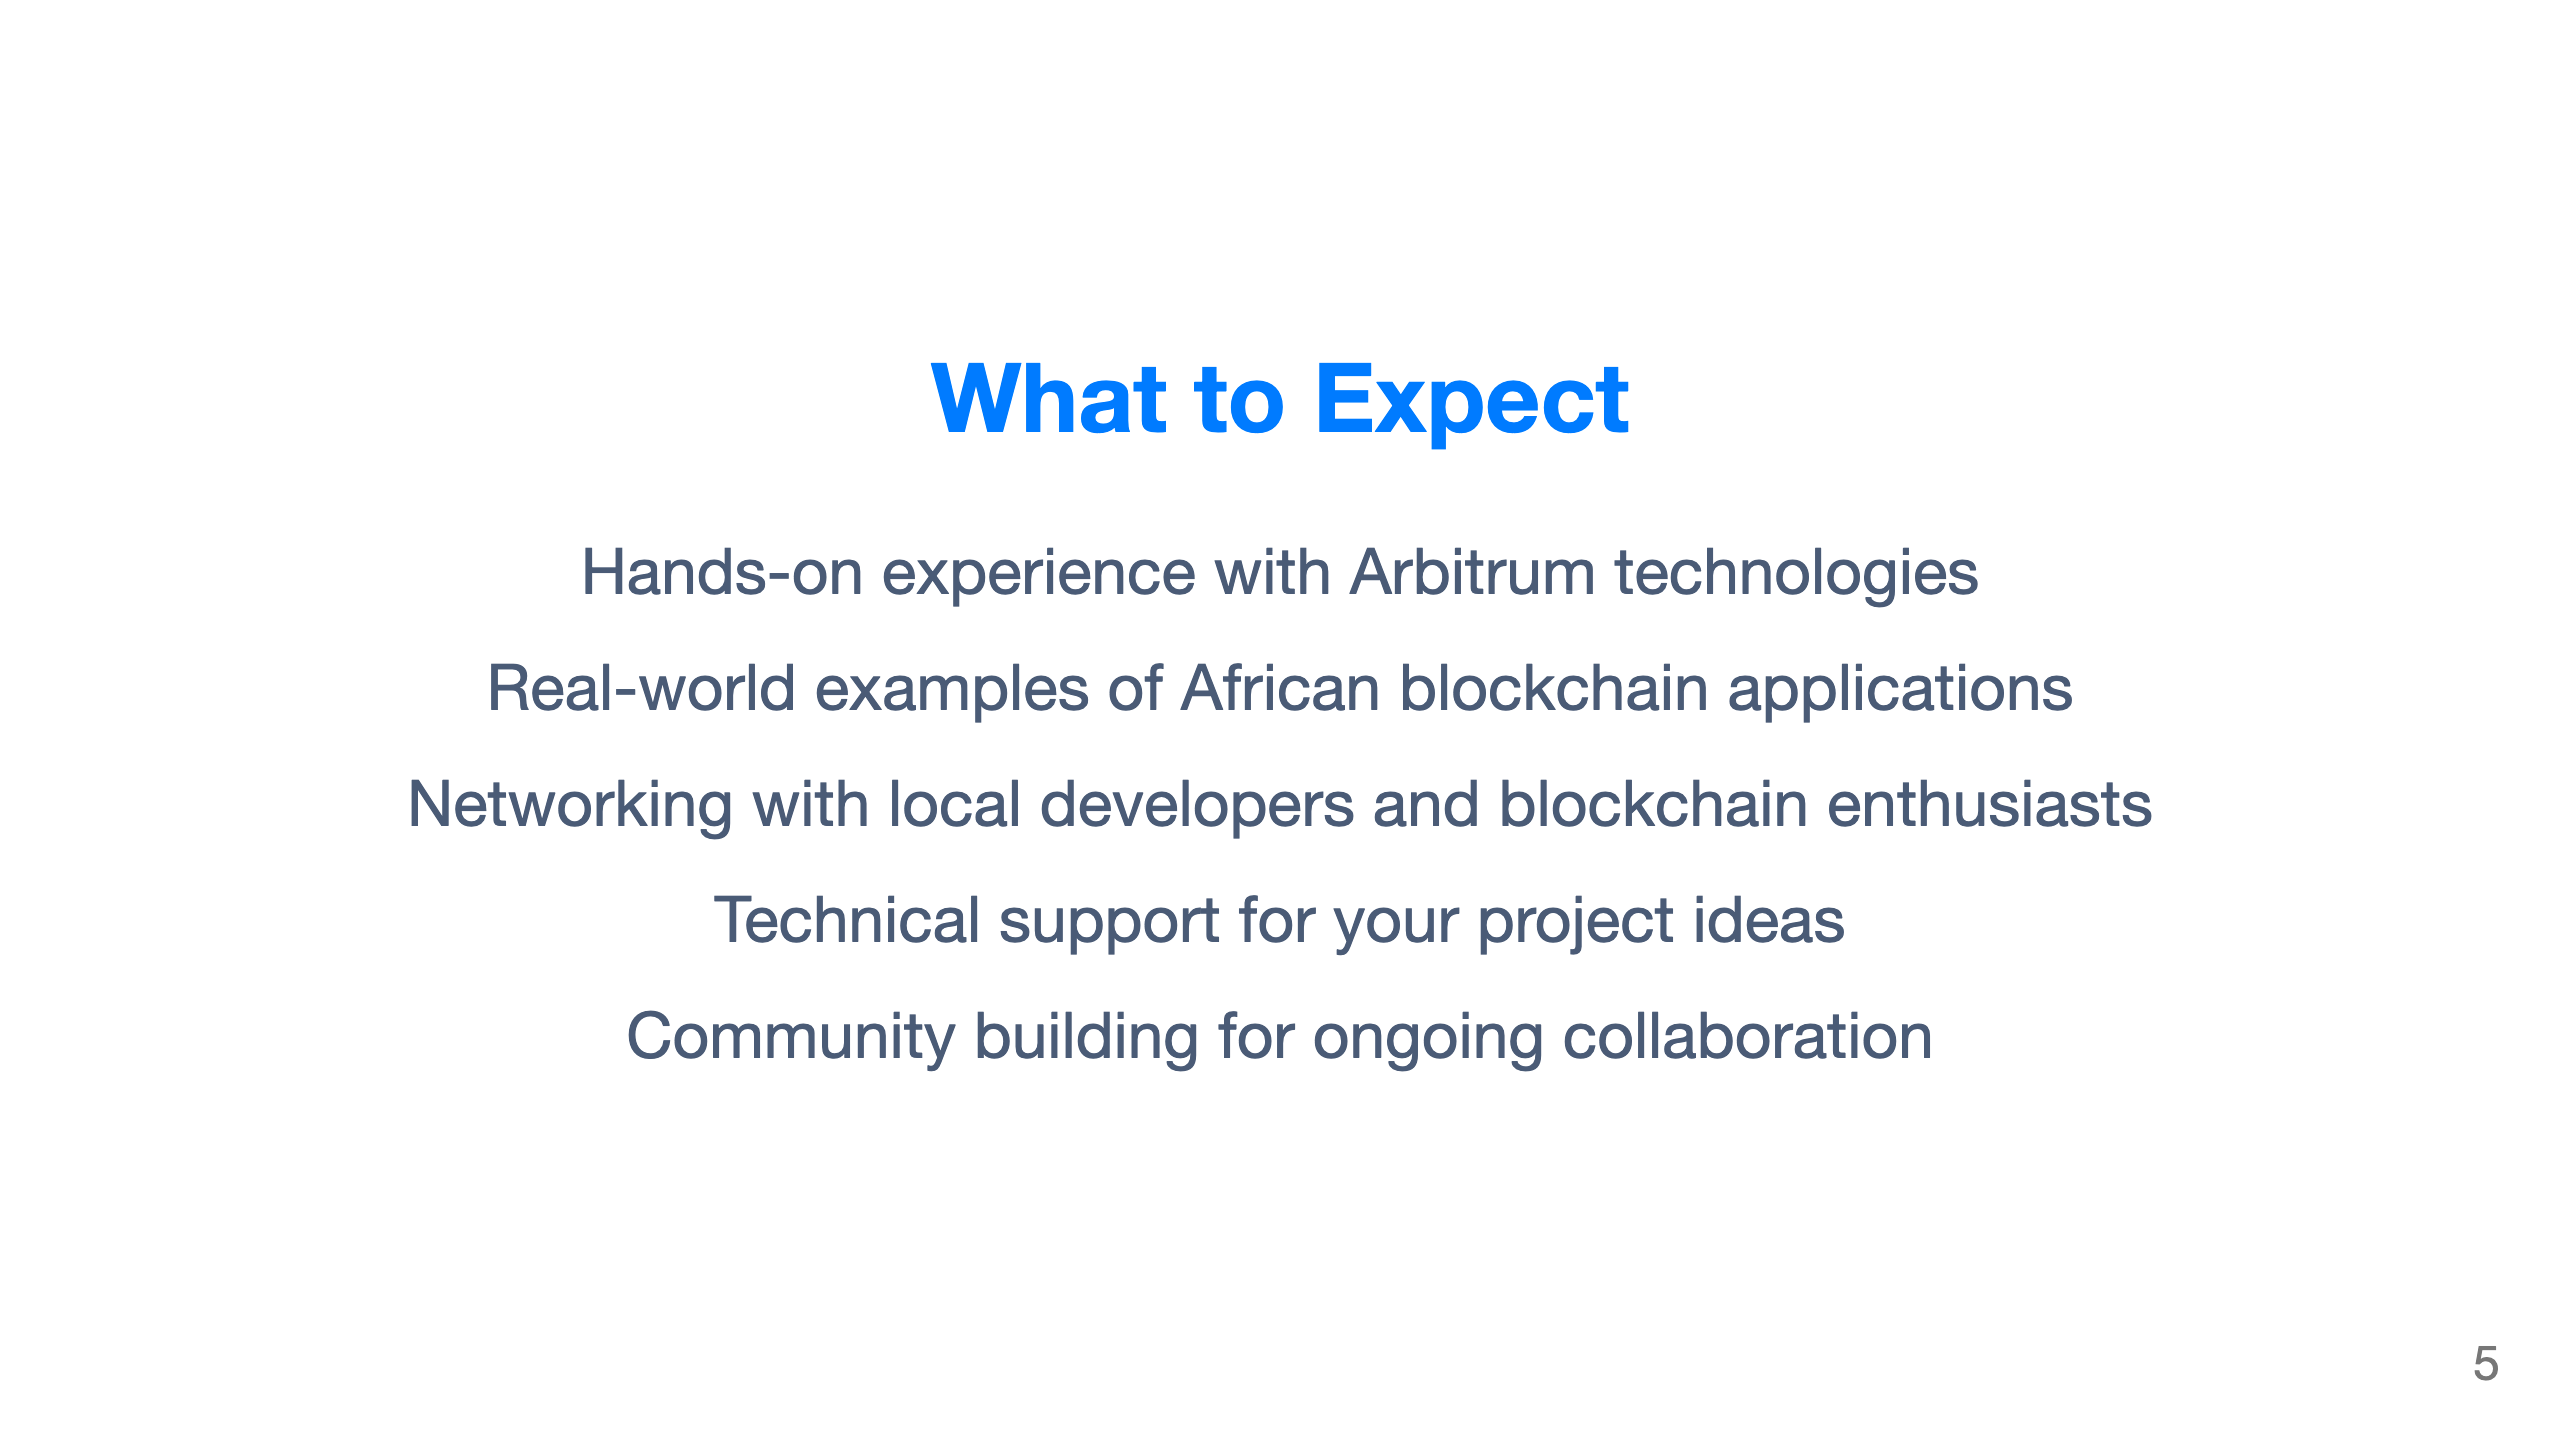 What to Expect
Hands-on experience with Arbitrum technologies
Real-world examples of African blockchain applications
Networking with local developers and blockchain enthusiasts
Technical support for your project ideas
Community building for ongoing collaboration
5